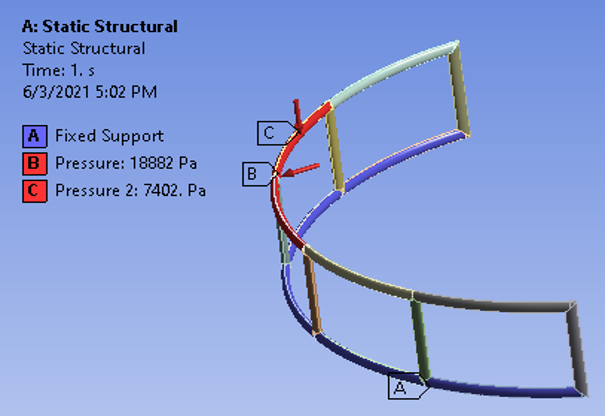 A: Static Structural
Static Structural
Time: 1. s
6/3/2021 5:02 PM
A Fixed Support
B Pressure: 18882 Pa
C Pressure 2: 7402. Pa
C
B
A